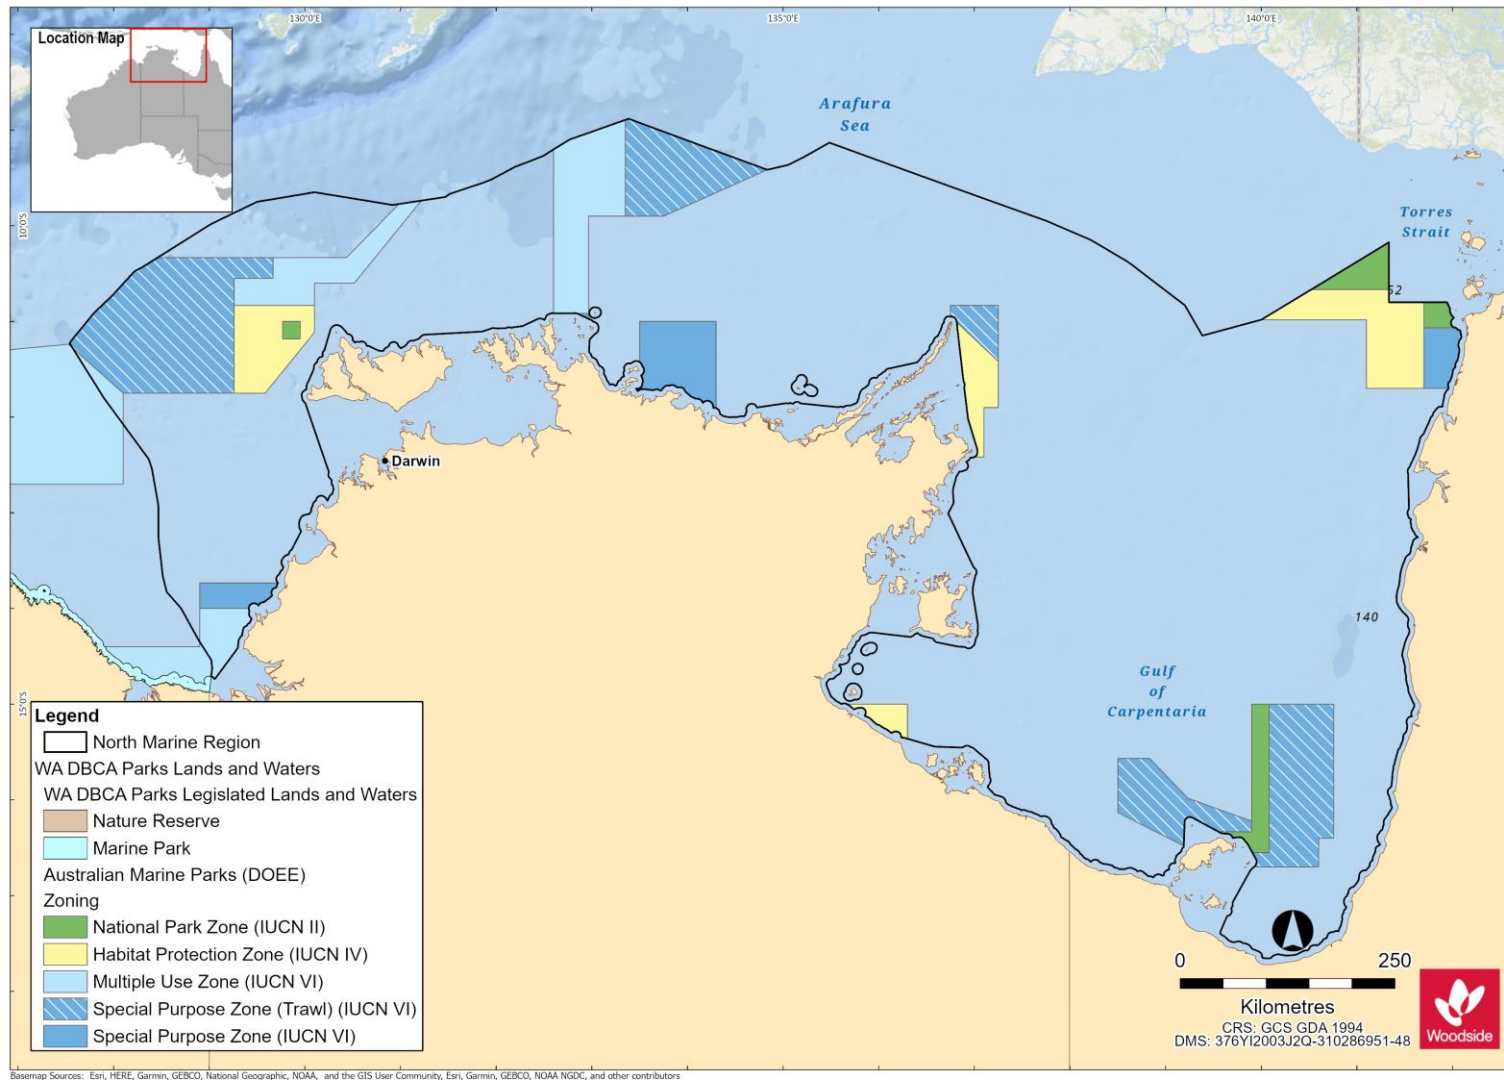 130°0'E
135°0'E
140°0'E
Location Map
Arafura
Sea
10°0'S
Torres
Strait
52
Darwin
140
Gulf
of
Carpentaria
15°0'S
Legend
North Marine Region
WA DBCA Parks Lands and Waters
WA DBCA Parks Legislated Lands and Waters
Nature Reserve
Marine Park
Australian Marine Parks (DOEE)
Zoning
National Park Zone (IUCN II)
Habitat Protection Zone (IUCN IV)
Multiple Use Zone (IUCN VI)
Special Purpose Zone (Trawl) (IUCN VI)
Special Purpose Zone (IUCN VI)
0 250
Kilometres
CRS: GCS GDA 1994
DMS: 376YI2003J2Q-310286951-48
Woodside
Basemap Sources: Esri, HERE, Garmin, GEBCO, National Geographic, NOAA, and the GIS User Community, Esri, Garmin, GEBCO, NOAA NGDC, and other contributors